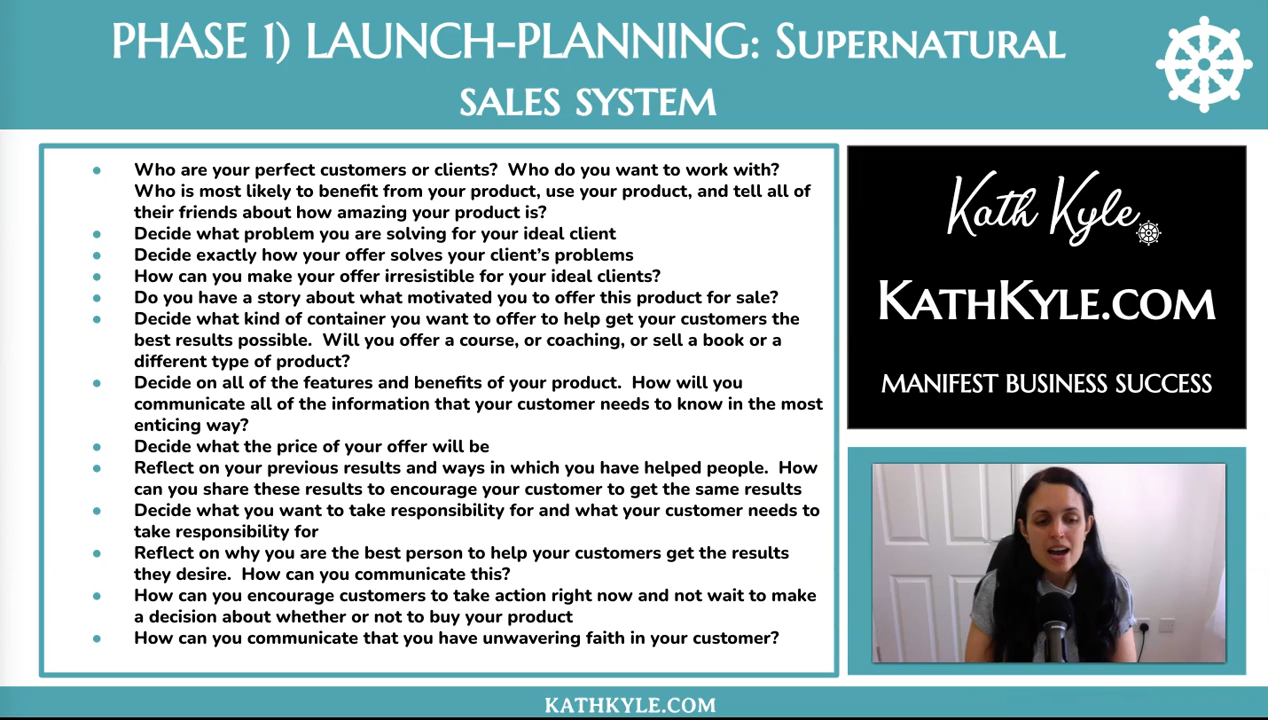 PHASE 1) LAUNCH-PLANNING: SUPERNATURAL
SALES SYSTEM
Who are your perfect customers or clients?  Who do you want to work with?
Who is most likely to benefit from your product, use your product, and tell all of
their friends about how amazing your product is?
Decide what problem you are solving for your ideal client
Decide exactly how your offer solves your client's problems
How can you make your offer irresistible for your ideal clients?
Do you have a story about what motivated you to offer this product for sale?
Decide what kind of container you want to offer to help get your customers the
best results possible.  Will you offer a course, or coaching, or sell a book or a
different type of product?
Decide on all of the features and benefits of your product.  How will you
communicate all of the information that your customer needs to know in the most
enticing way?
Decide what the price of your offer will be
Reflect on your previous results and ways in which you have helped people.  How
can you share these results to encourage your customer to get the same results
Decide what you want to take responsibility for and what your customer needs to
take responsibility for
Reflect on why you are the best person to help your customers get the results
they desire.  How can you communicate this?
How can you encourage customers to take action right now and not wait to make
a decision about whether or not to buy your product
How can you communicate that you have unwavering faith in your customer?
Kath Kyle
KATHKYLE.COM
MANIFEST BUSINESS SUCCESS
KATHKYLE.COM